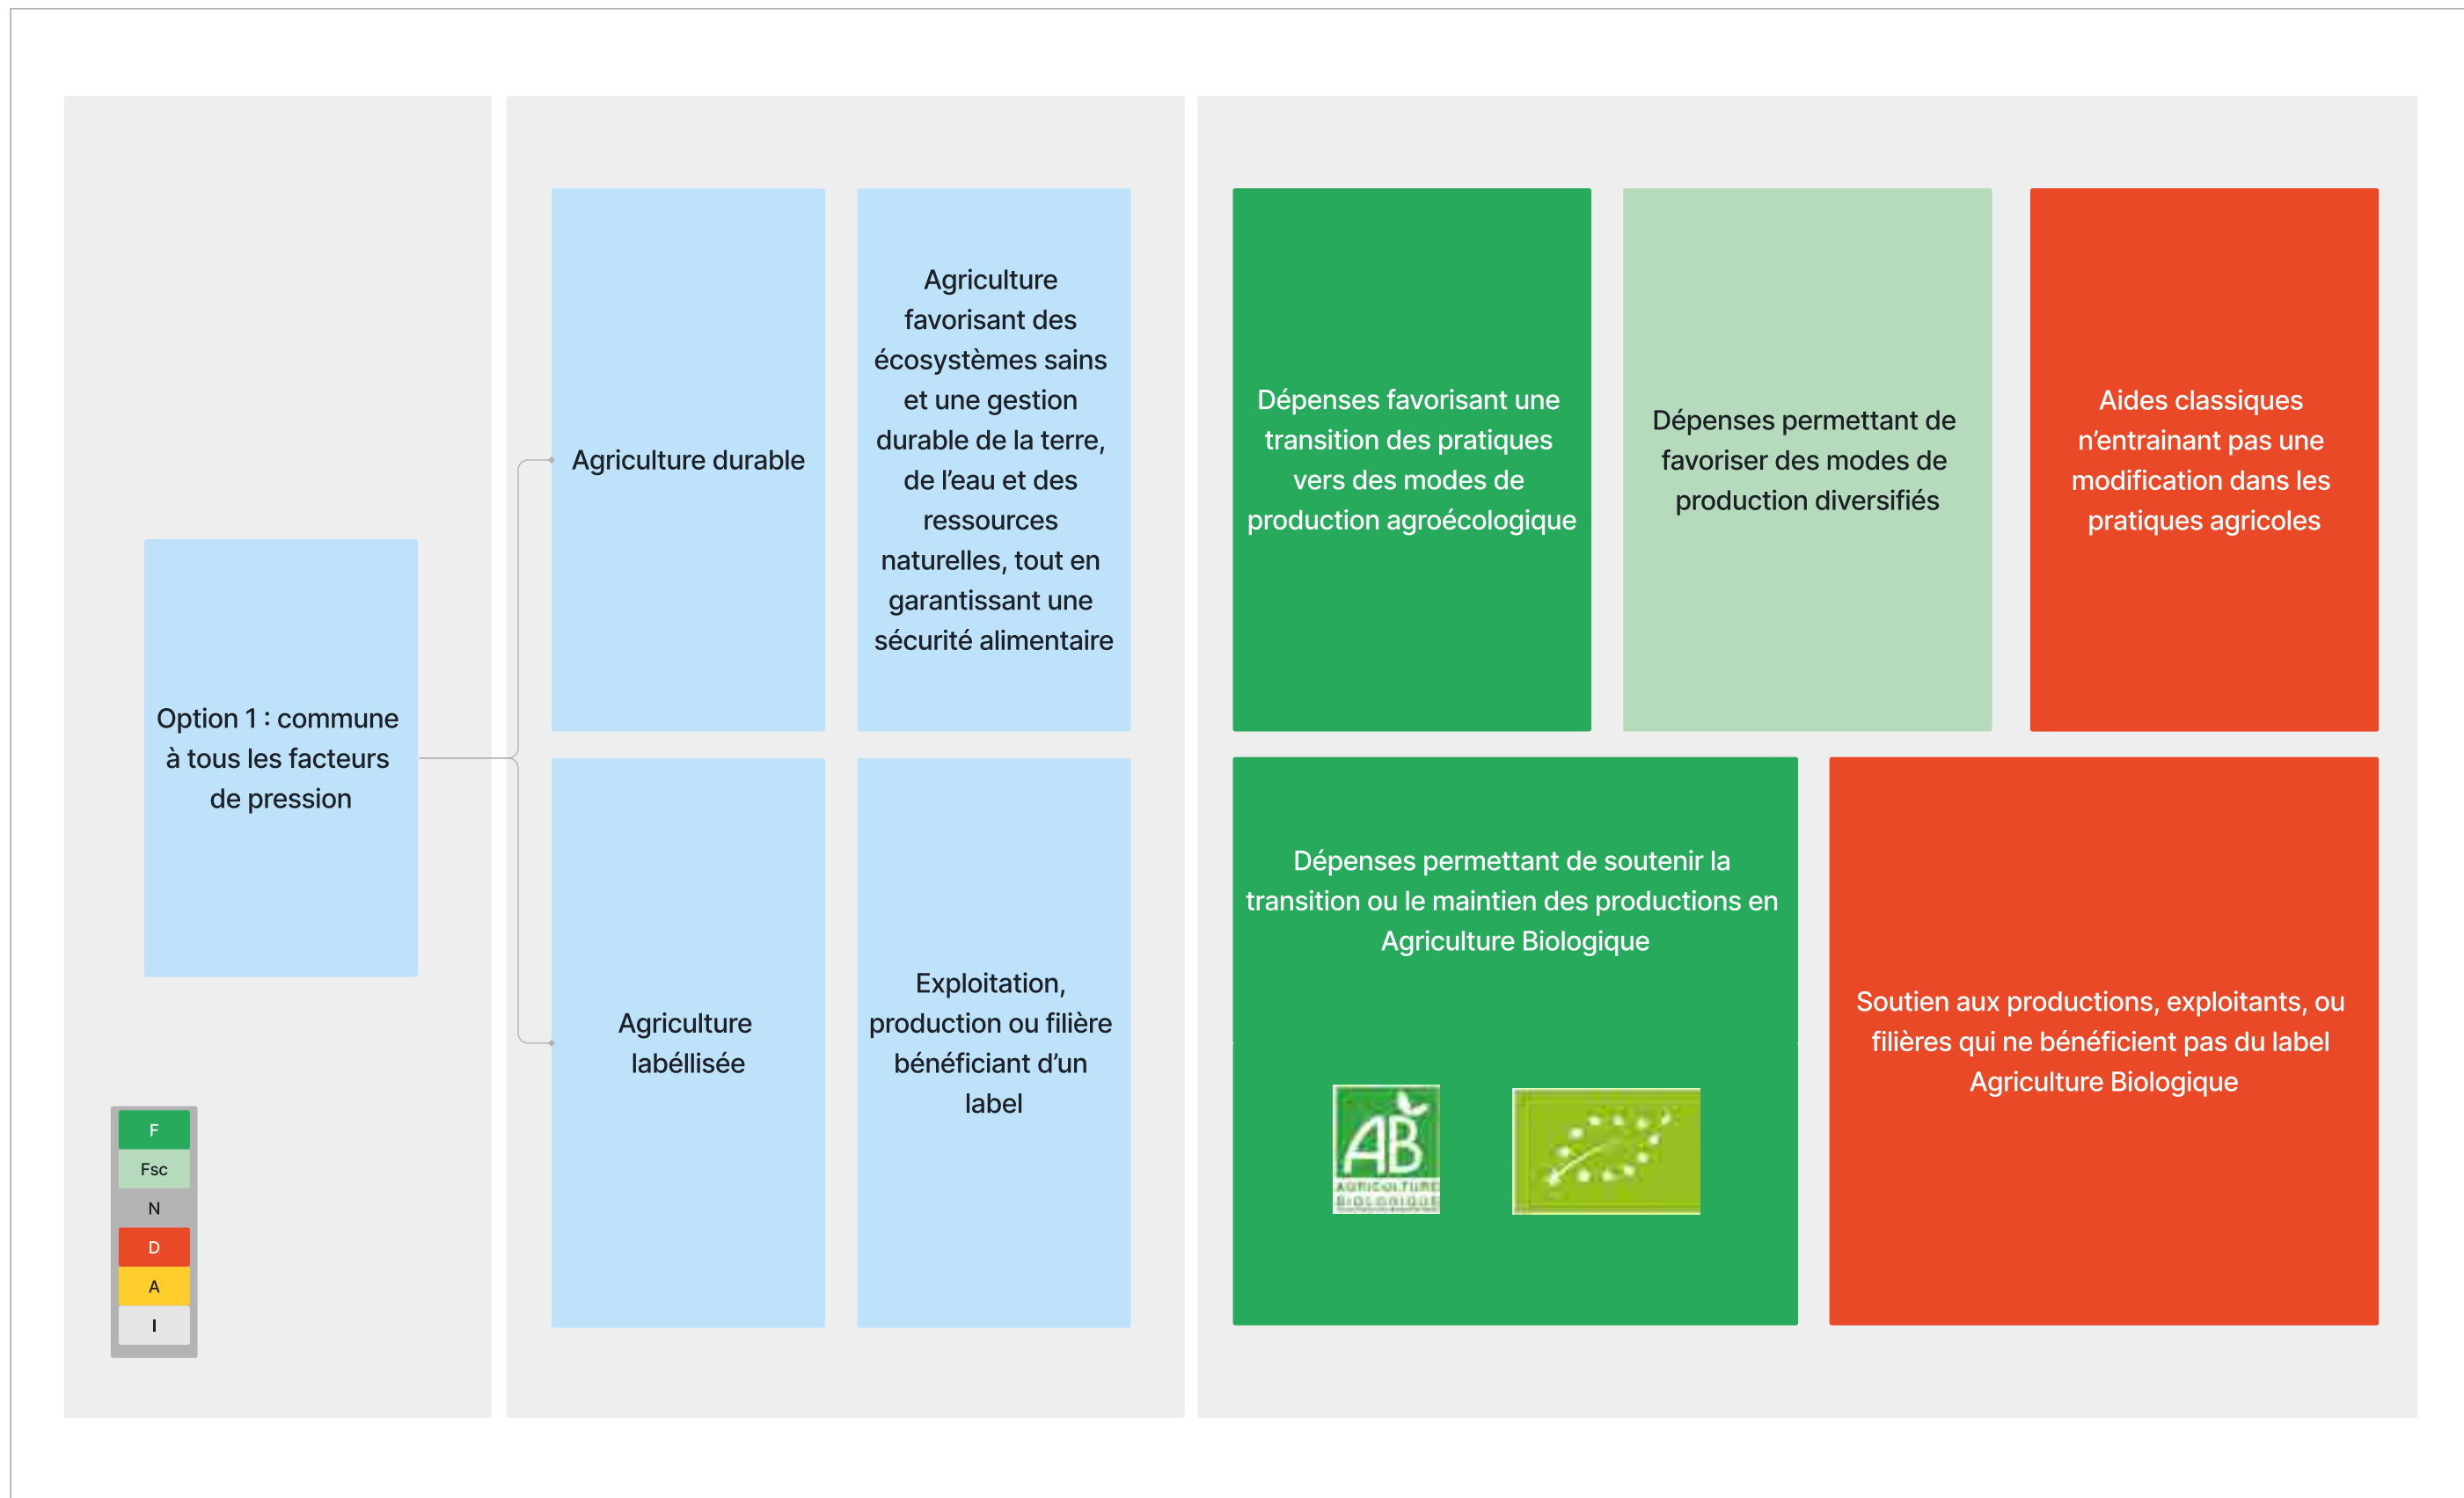 Option 1 : commune
à tous les facteurs
de pression
F
Fsc
N
D
A
I
Agriculture durable
Agriculture
favorisant des
écosystèmes sains
et une gestion
durable de la terre,
de l’eau et des
ressources
naturelles, tout en
garantissant une
sécurité alimentaire
Dépenses favorisant une
transition des pratiques
vers des modes de
production agroécologique
Dépenses permettant de
favoriser des modes de
production diversifiés
Aides classiques
n’entrainant pas une
modification dans les
pratiques agricoles
Agriculture
labéllisée
Exploitation,
production ou filière
bénéficiant d’un
label
Dépenses permettant de soutenir la
transition ou le maintien des productions en
Agriculture Biologique
AB
AGRICULTURE
BIOLOGIQUE
Soutien aux productions, exploitants, ou
filières qui ne bénéficient pas du label
Agriculture Biologique